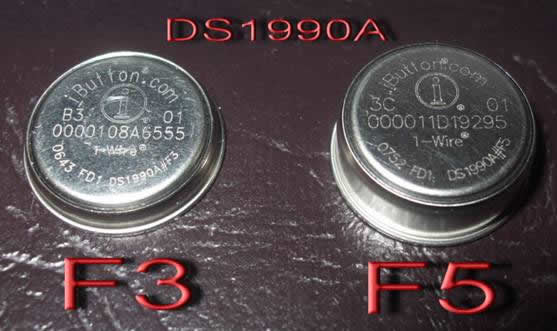 DS1990A
iButton.com
i®
B3 01
0000108A6555
1-Wire®
0643 FD1 DS1990A#F3
iButton.com
i®
3C 01
000011D19295
1-Wire®
0752 FD1 DS1990A#F5
F3
F5